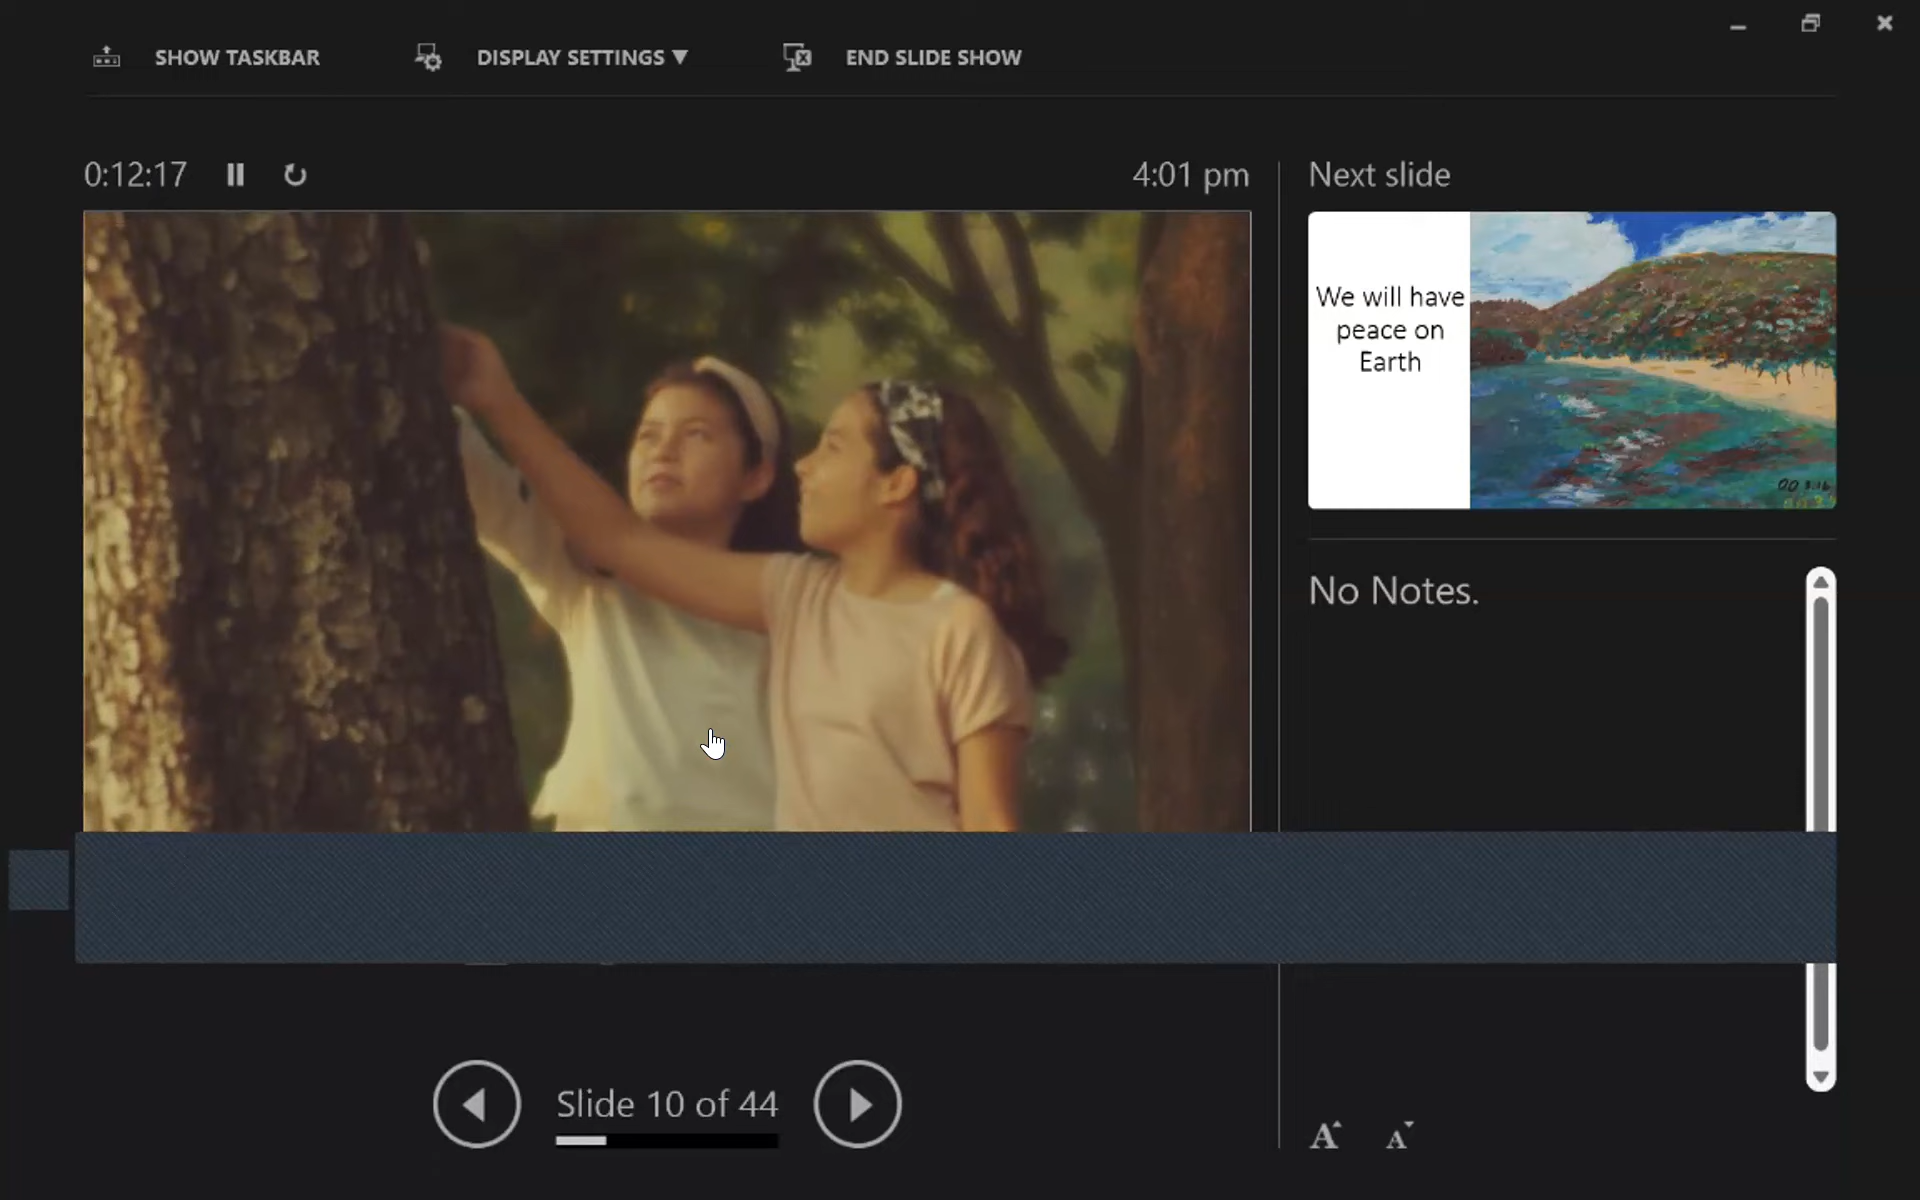 SHOW TASKBAR
DISPLAY SETTINGS ▼
END SLIDE SHOW
0:12:17
4:01 pm
Next slide
We will have
peace on
Earth
No Notes.
Slide 10 of 44
A
A